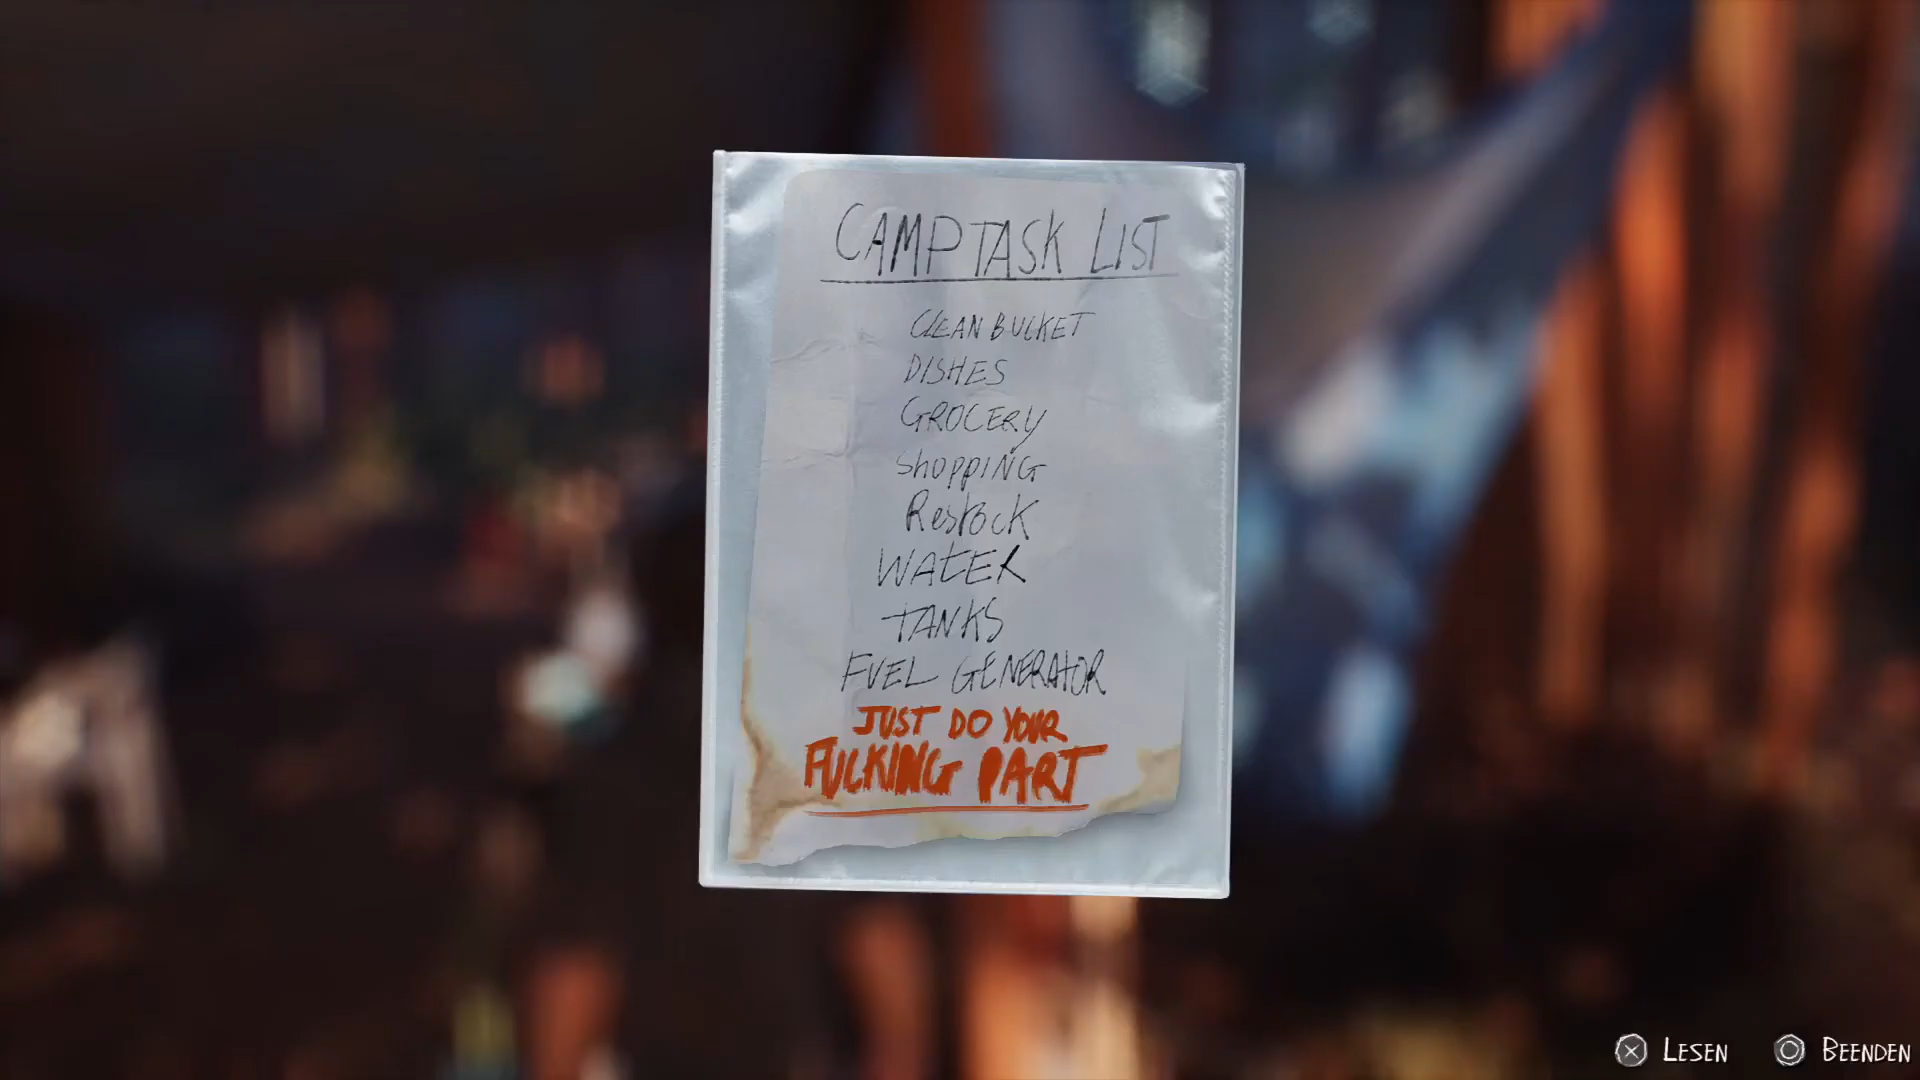 CAMP TASK LIST
CLEAN BUCKET
DISHES
GROCERY
ShOPPING
Restock
WAtER
TANKS
FUEL GENERATOR
JUST DO YOUR
FUCKING PART
LESEN
BEENDEN